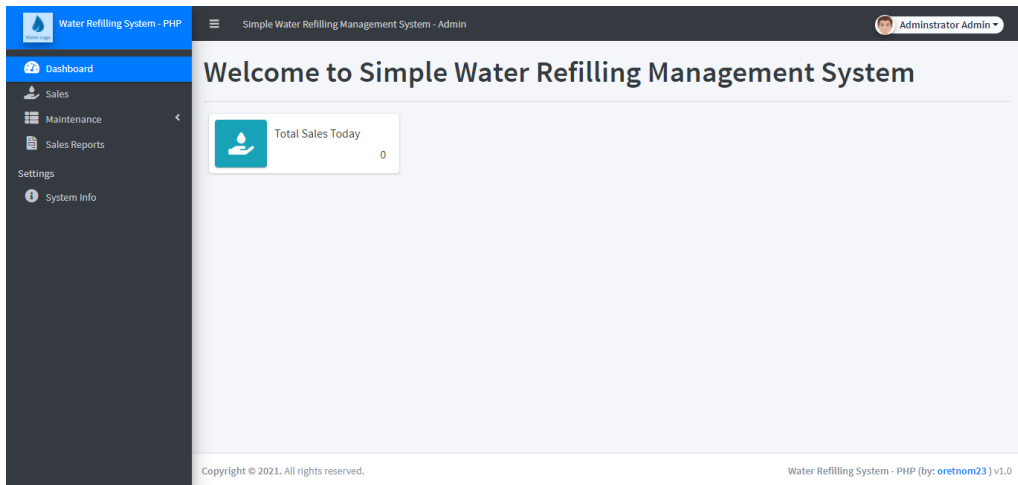 Water Logo
Water Refilling System - PHP
Simple Water Refilling Management System - Admin
Adminstrator Admin
Dashboard
Sales
Maintenance
Sales Reports
Settings
System Info
Welcome to Simple Water Refilling Management System
Total Sales Today
0
Copyright © 2021. All rights reserved.
Water Refilling System - PHP (by: oretnom23 ) v1.0